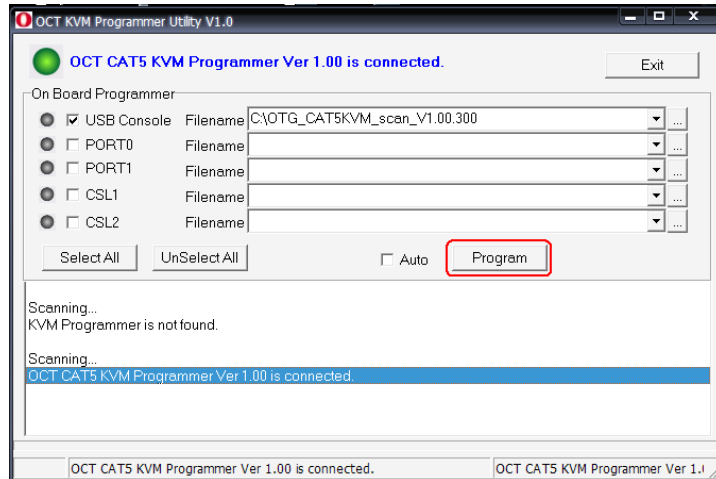 OCT KVM Programmer Utility V1.0
OCT CAT5 KVM Programmer Ver 1.00 is connected.
Exit
On Board Programmer
USB Console Filename C:\OTG_CAT5KVM_scan_V1.00.300 ...
PORT0 Filename ...
PORT1 Filename ...
CSL1 Filename ...
CSL2 Filename ...
Select All UnSelect All Auto Program
Scanning...
KVM Programmer is not found.
Scanning...
OCT CAT5 KVM Programmer Ver 1.00 is connected.
OCT CAT5 KVM Programmer Ver 1.00 is connected. OCT CAT5 KVM Programmer Ver 1.